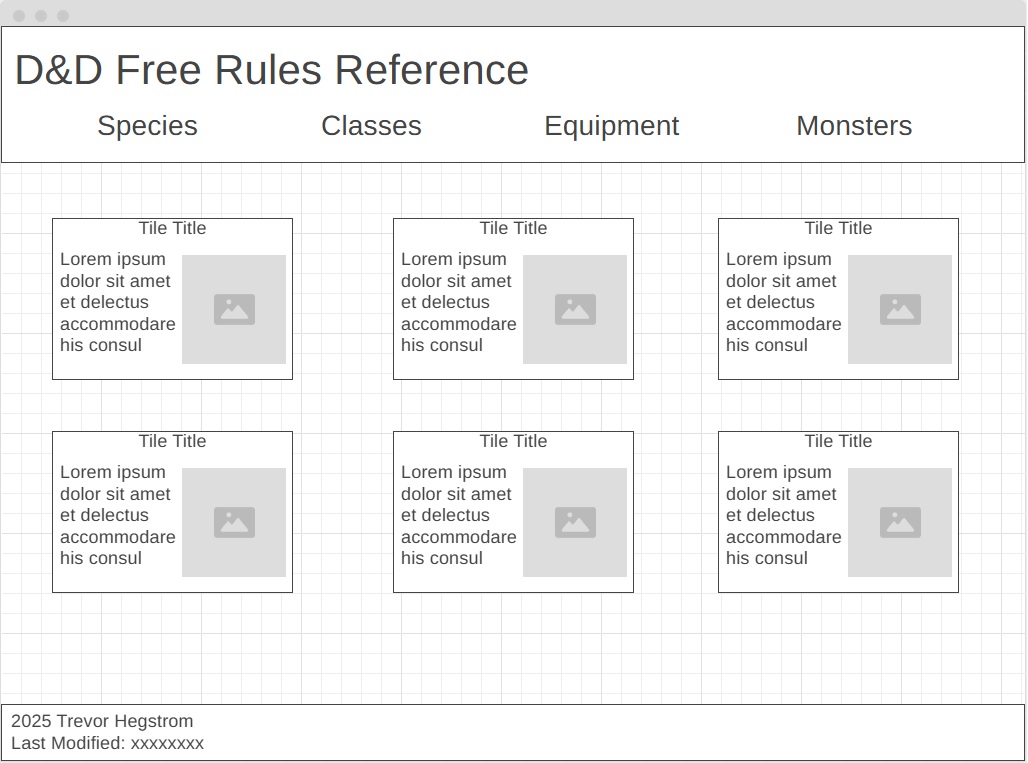 D&D Free Rules Reference
Species Classes Equipment Monsters
Tile Title
Lorem ipsum
dolor sit amet
et delectus
accommodare
his consul
Tile Title
Lorem ipsum
dolor sit amet
et delectus
accommodare
his consul
Tile Title
Lorem ipsum
dolor sit amet
et delectus
accommodare
his consul
Tile Title
Lorem ipsum
dolor sit amet
et delectus
accommodare
his consul
Tile Title
Lorem ipsum
dolor sit amet
et delectus
accommodare
his consul
Tile Title
Lorem ipsum
dolor sit amet
et delectus
accommodare
his consul
2025 Trevor Hegstrom
Last Modified: xxxxxxxx